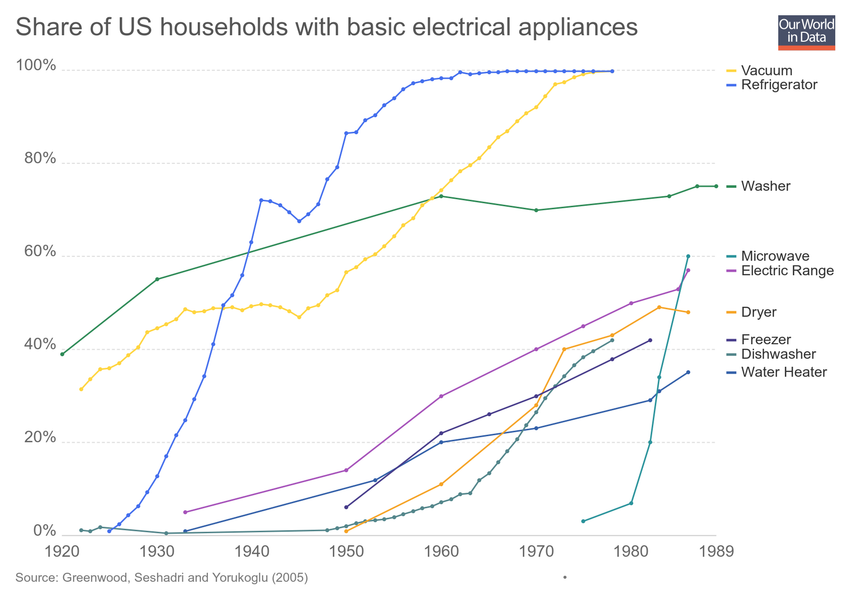 Share of US households with basic electrical appliances
Our World
in Data
100%
80%
60%
40%
20%
0%
1920
1930
1940
1950
1960
1970
1980
1989
Vacuum
Refrigerator
Washer
Microwave
Electric Range
Dryer
Freezer
Dishwasher
Water Heater
Source: Greenwood, Seshadri and Yorukoglu (2005)